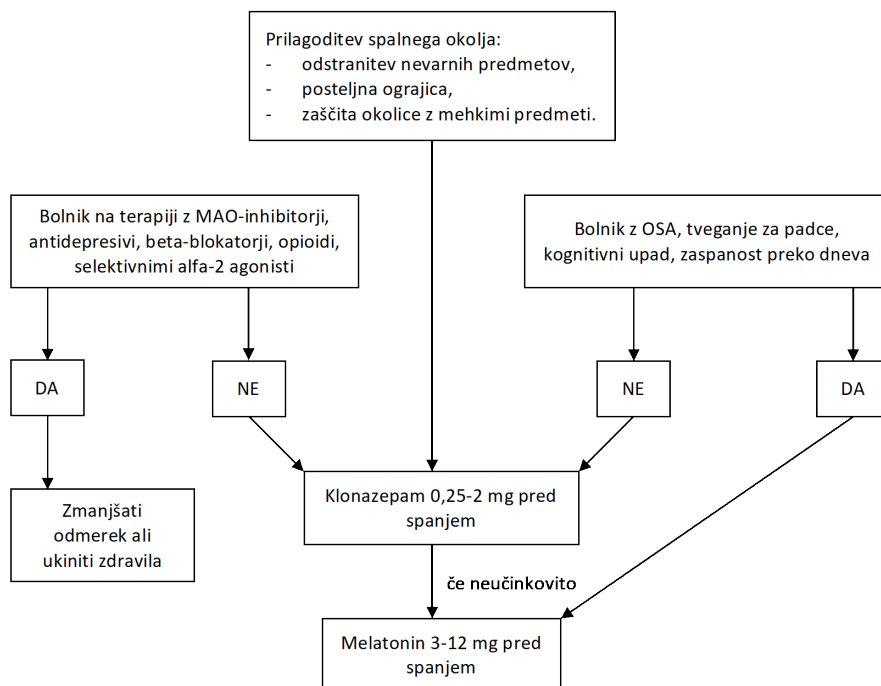 Prilagoditev spalnega okolja:
- odstranitev nevarnih predmetov,
- posteljna ograjica,
- zaščita okolice z mehkimi predmeti.
Bolnik na terapiji z MAO-inhibitorji,
antidepresivi, beta-blokatorji, opioidi,
selektivnimi alfa-2 agonisti
Bolnik z OSA, tveganje za padce,
kognitivni upad, zaspanost preko dneva
DA
NE
NE
DA
Klonazepam 0,25-2 mg pred
spanjem
Zmanjšati
odmerek ali
ukiniti zdravila
če neučinkovito
Melatonin 3-12 mg pred
spanjem